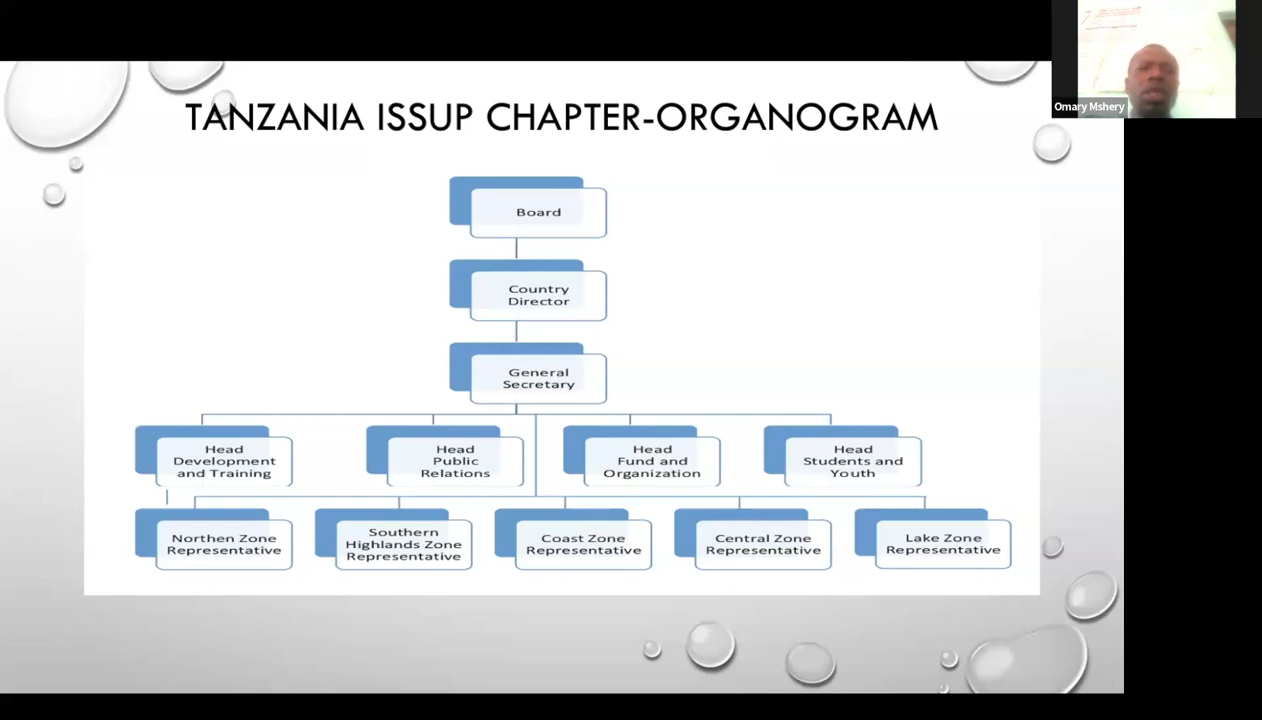 TANZANIA ISSUP CHAPTER-ORGANOGRAM
Omary Mshery
Board
Country
Director
General
Secretary
Head
Development
and Training
Head
Public
Relations
Head
Fund and
Organization
Head
Students and
Youth
Northen Zone
Representative
Southern
Highlands Zone
Representative
Coast Zone
Representative
Central Zone
Representative
Lake Zone
Representative